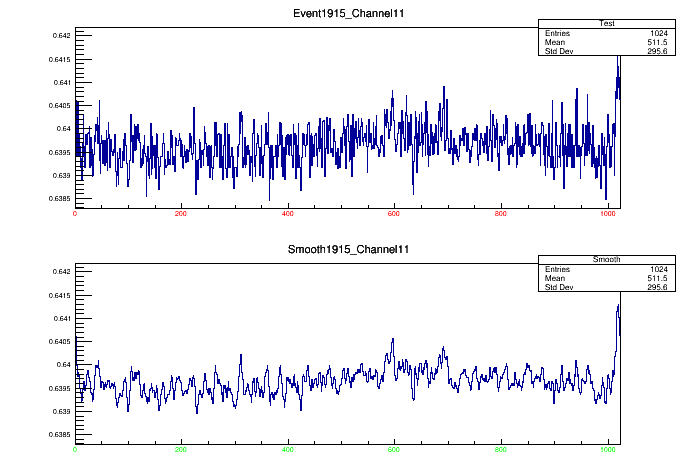 Event1915_Channel11
Test
Entries 1024
Mean 511.5
Std Dev 295.6
0.642
0.6415
0.641
0.6405
0.64
0.6395
0.639
0.6385
0 200 400 600 800 1000
Smooth1915_Channel11
Smooth
Entries 1024
Mean 511.5
Std Dev 295.6
0.642
0.6415
0.641
0.6405
0.64
0.6395
0.639
0.6385
0 200 400 600 800 1000